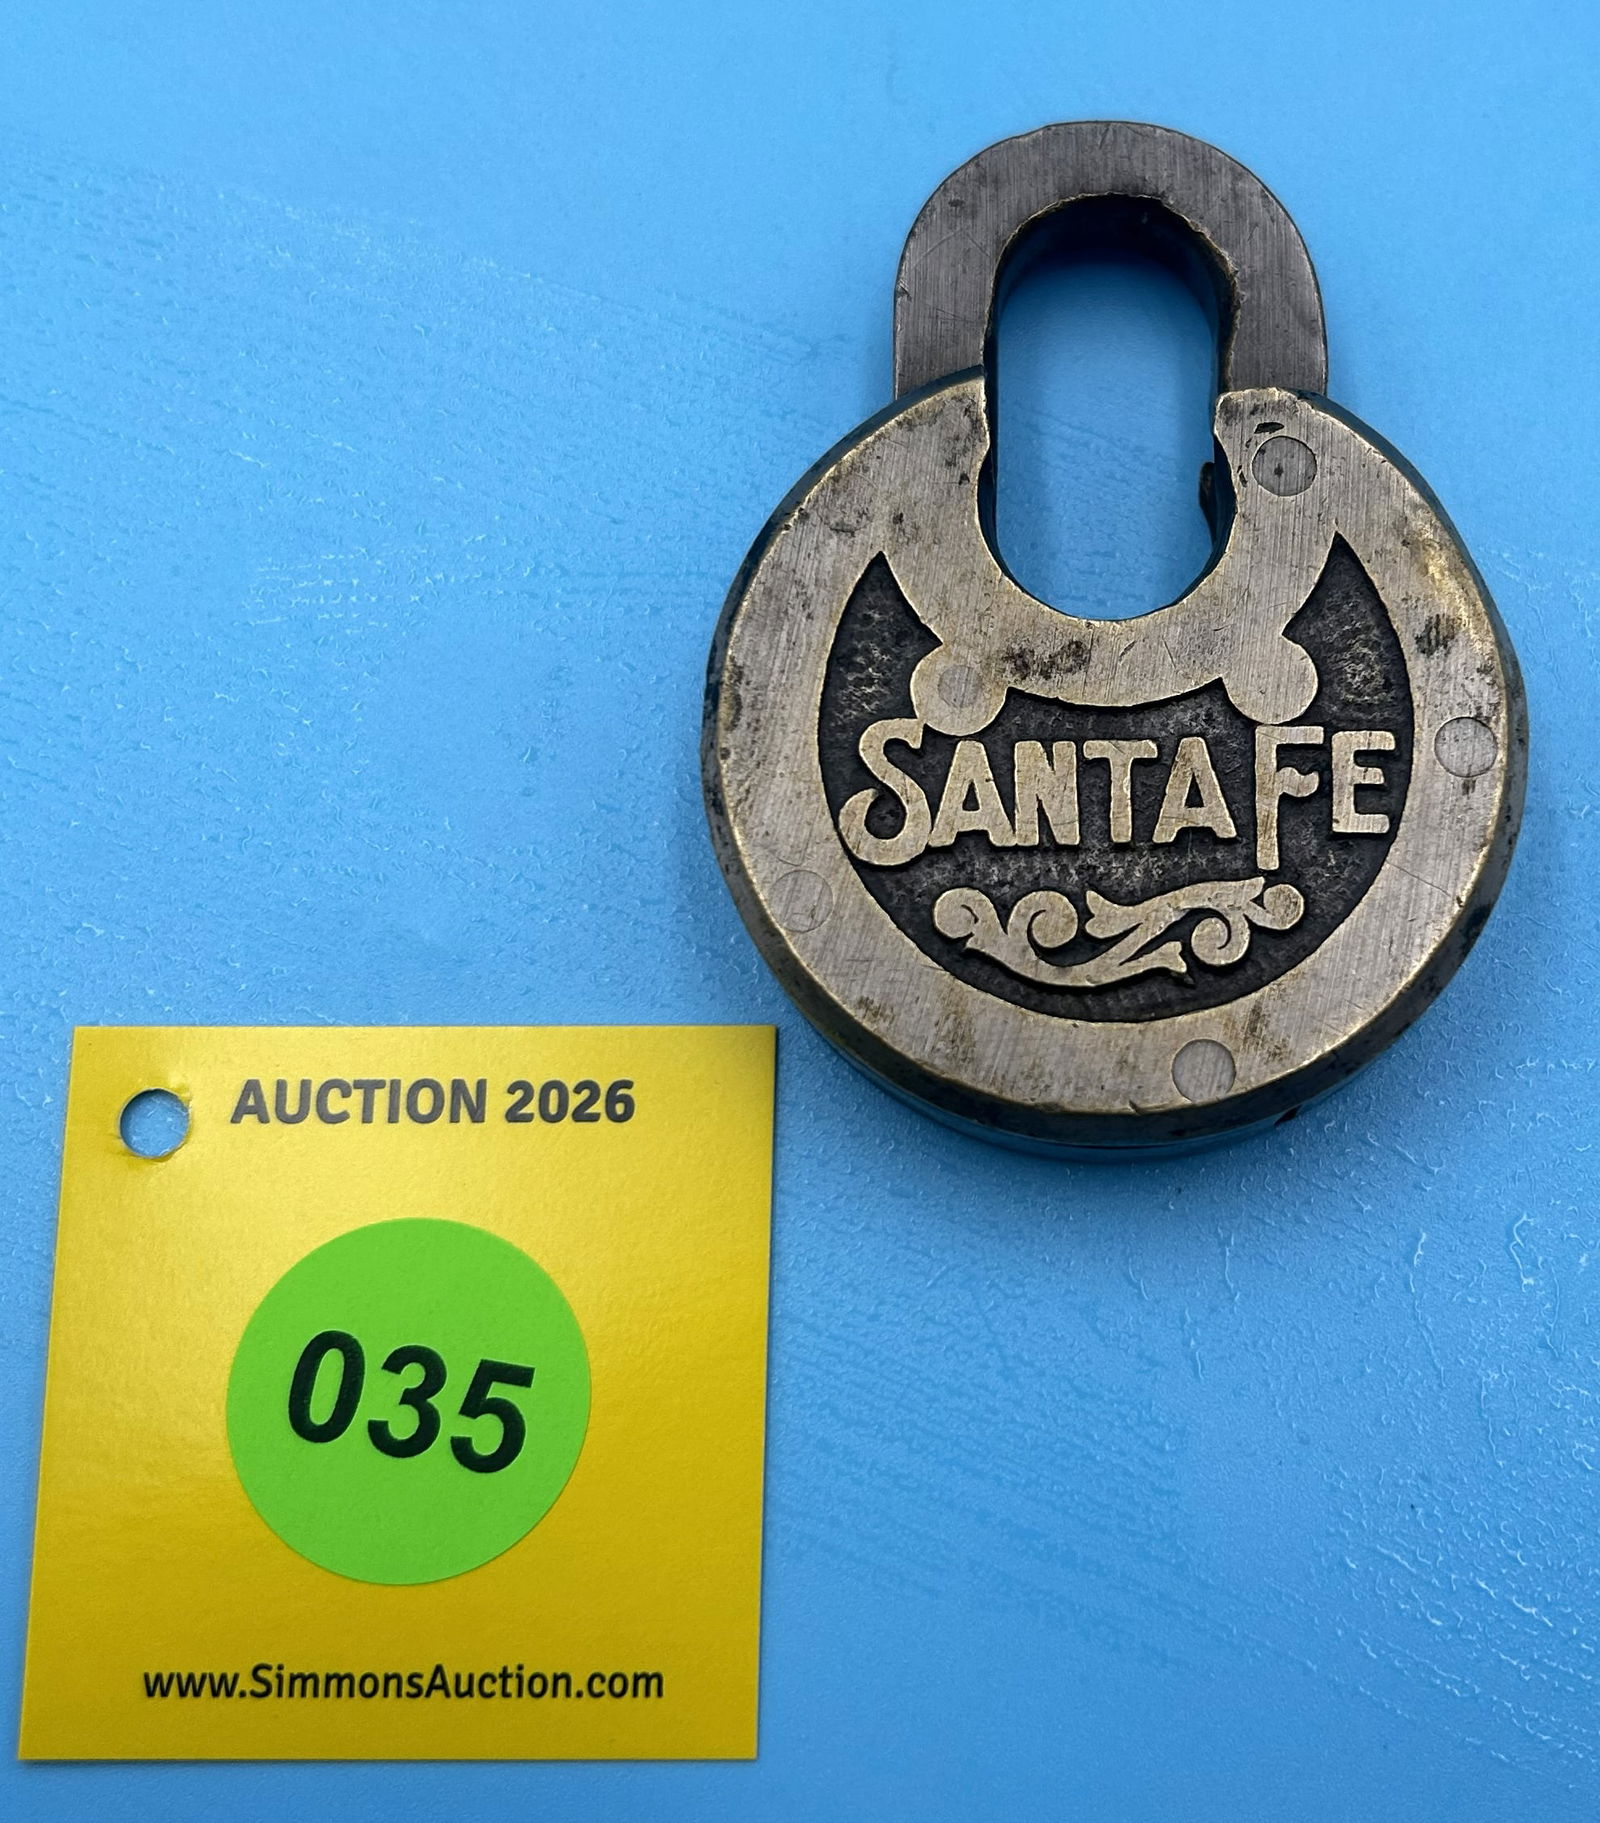 SANTA FE
AUCTION 2026
035
www.SimmonsAuction.com